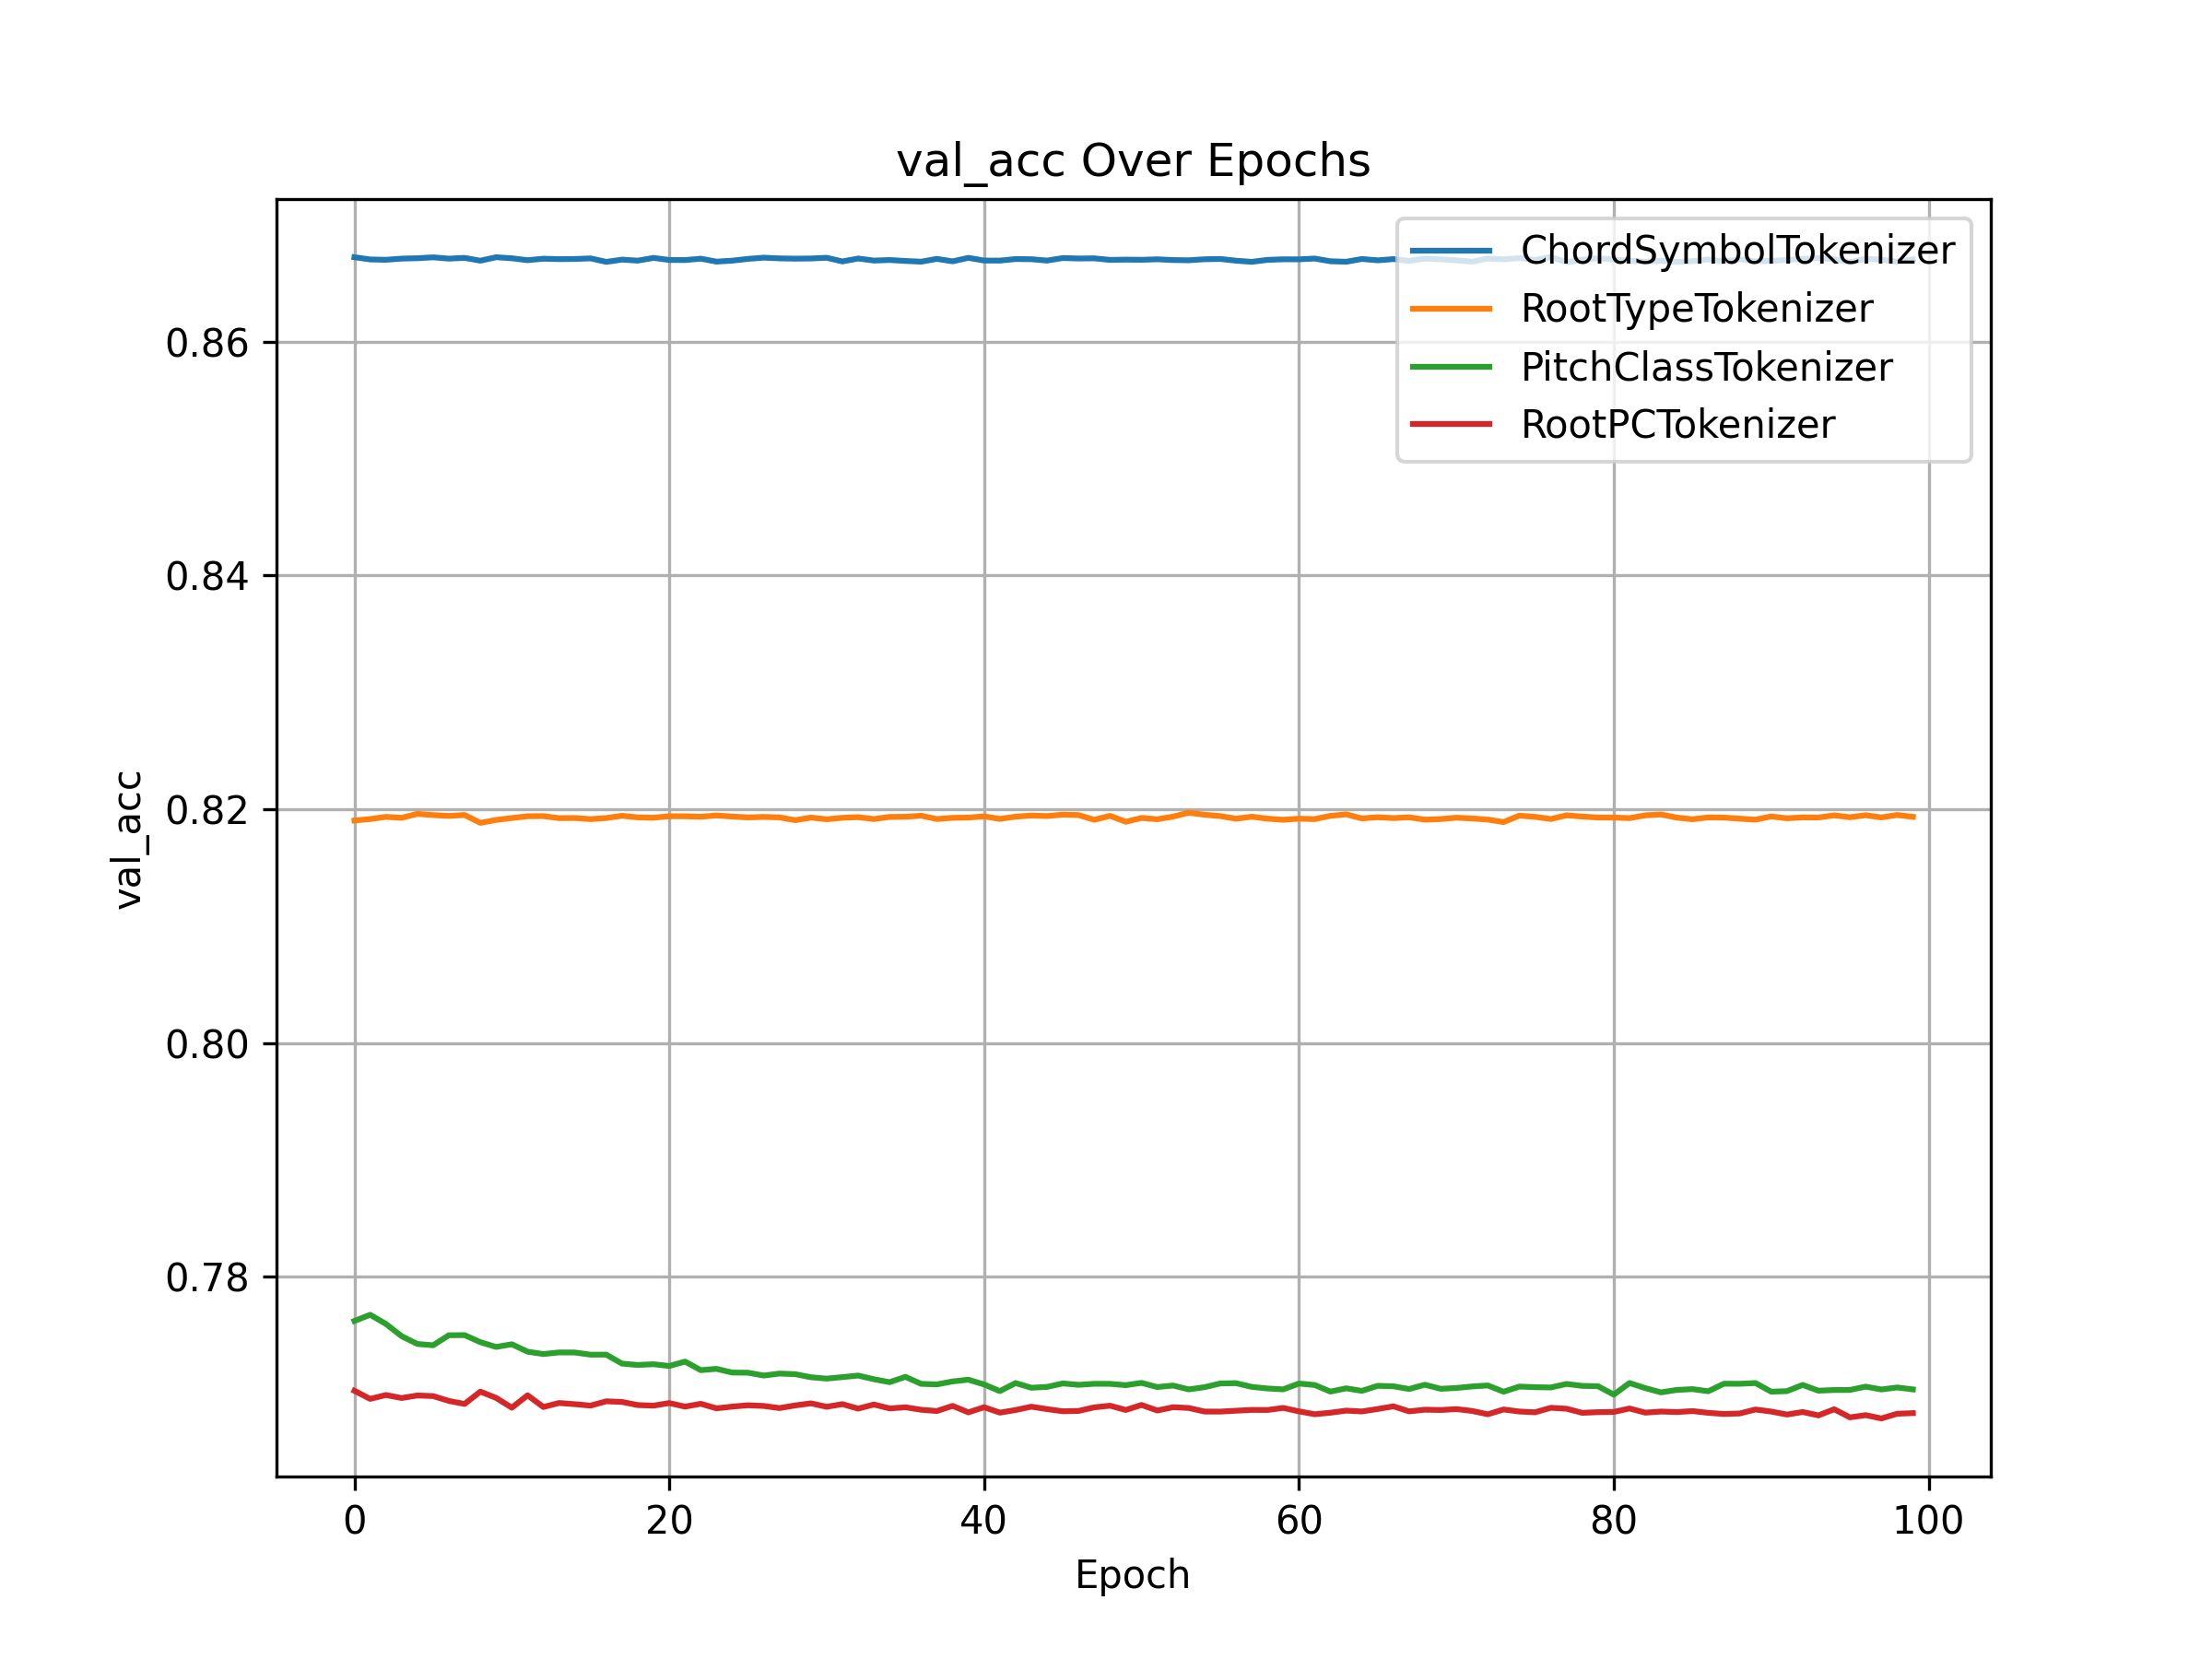 val_acc Over Epochs
ChordSymbolTokenizer
RootTypeTokenizer
PitchClassTokenizer
RootPCTokenizer
0.86
0.84
0.82
0.80
0.78
val_acc
0 20 40 60 80 100
Epoch